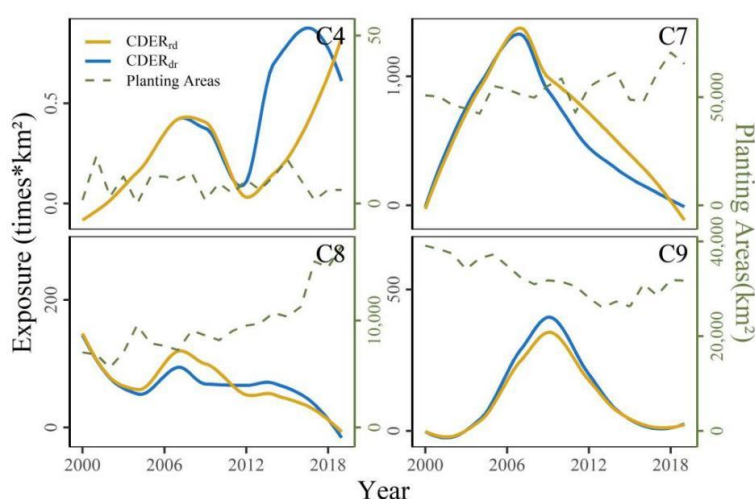 C4
CDERrd
CDERdr
Planting Areas
0.5
0.0
50
0
C7
1,000
0
50,000
0
C8
200
0
10,000
0
C9
500
0
40,000
20,000
0
Exposure (times*km²)
Planting Areas(km²)
2000 2006 2012 2018
2000 2006 2012 2018
Year